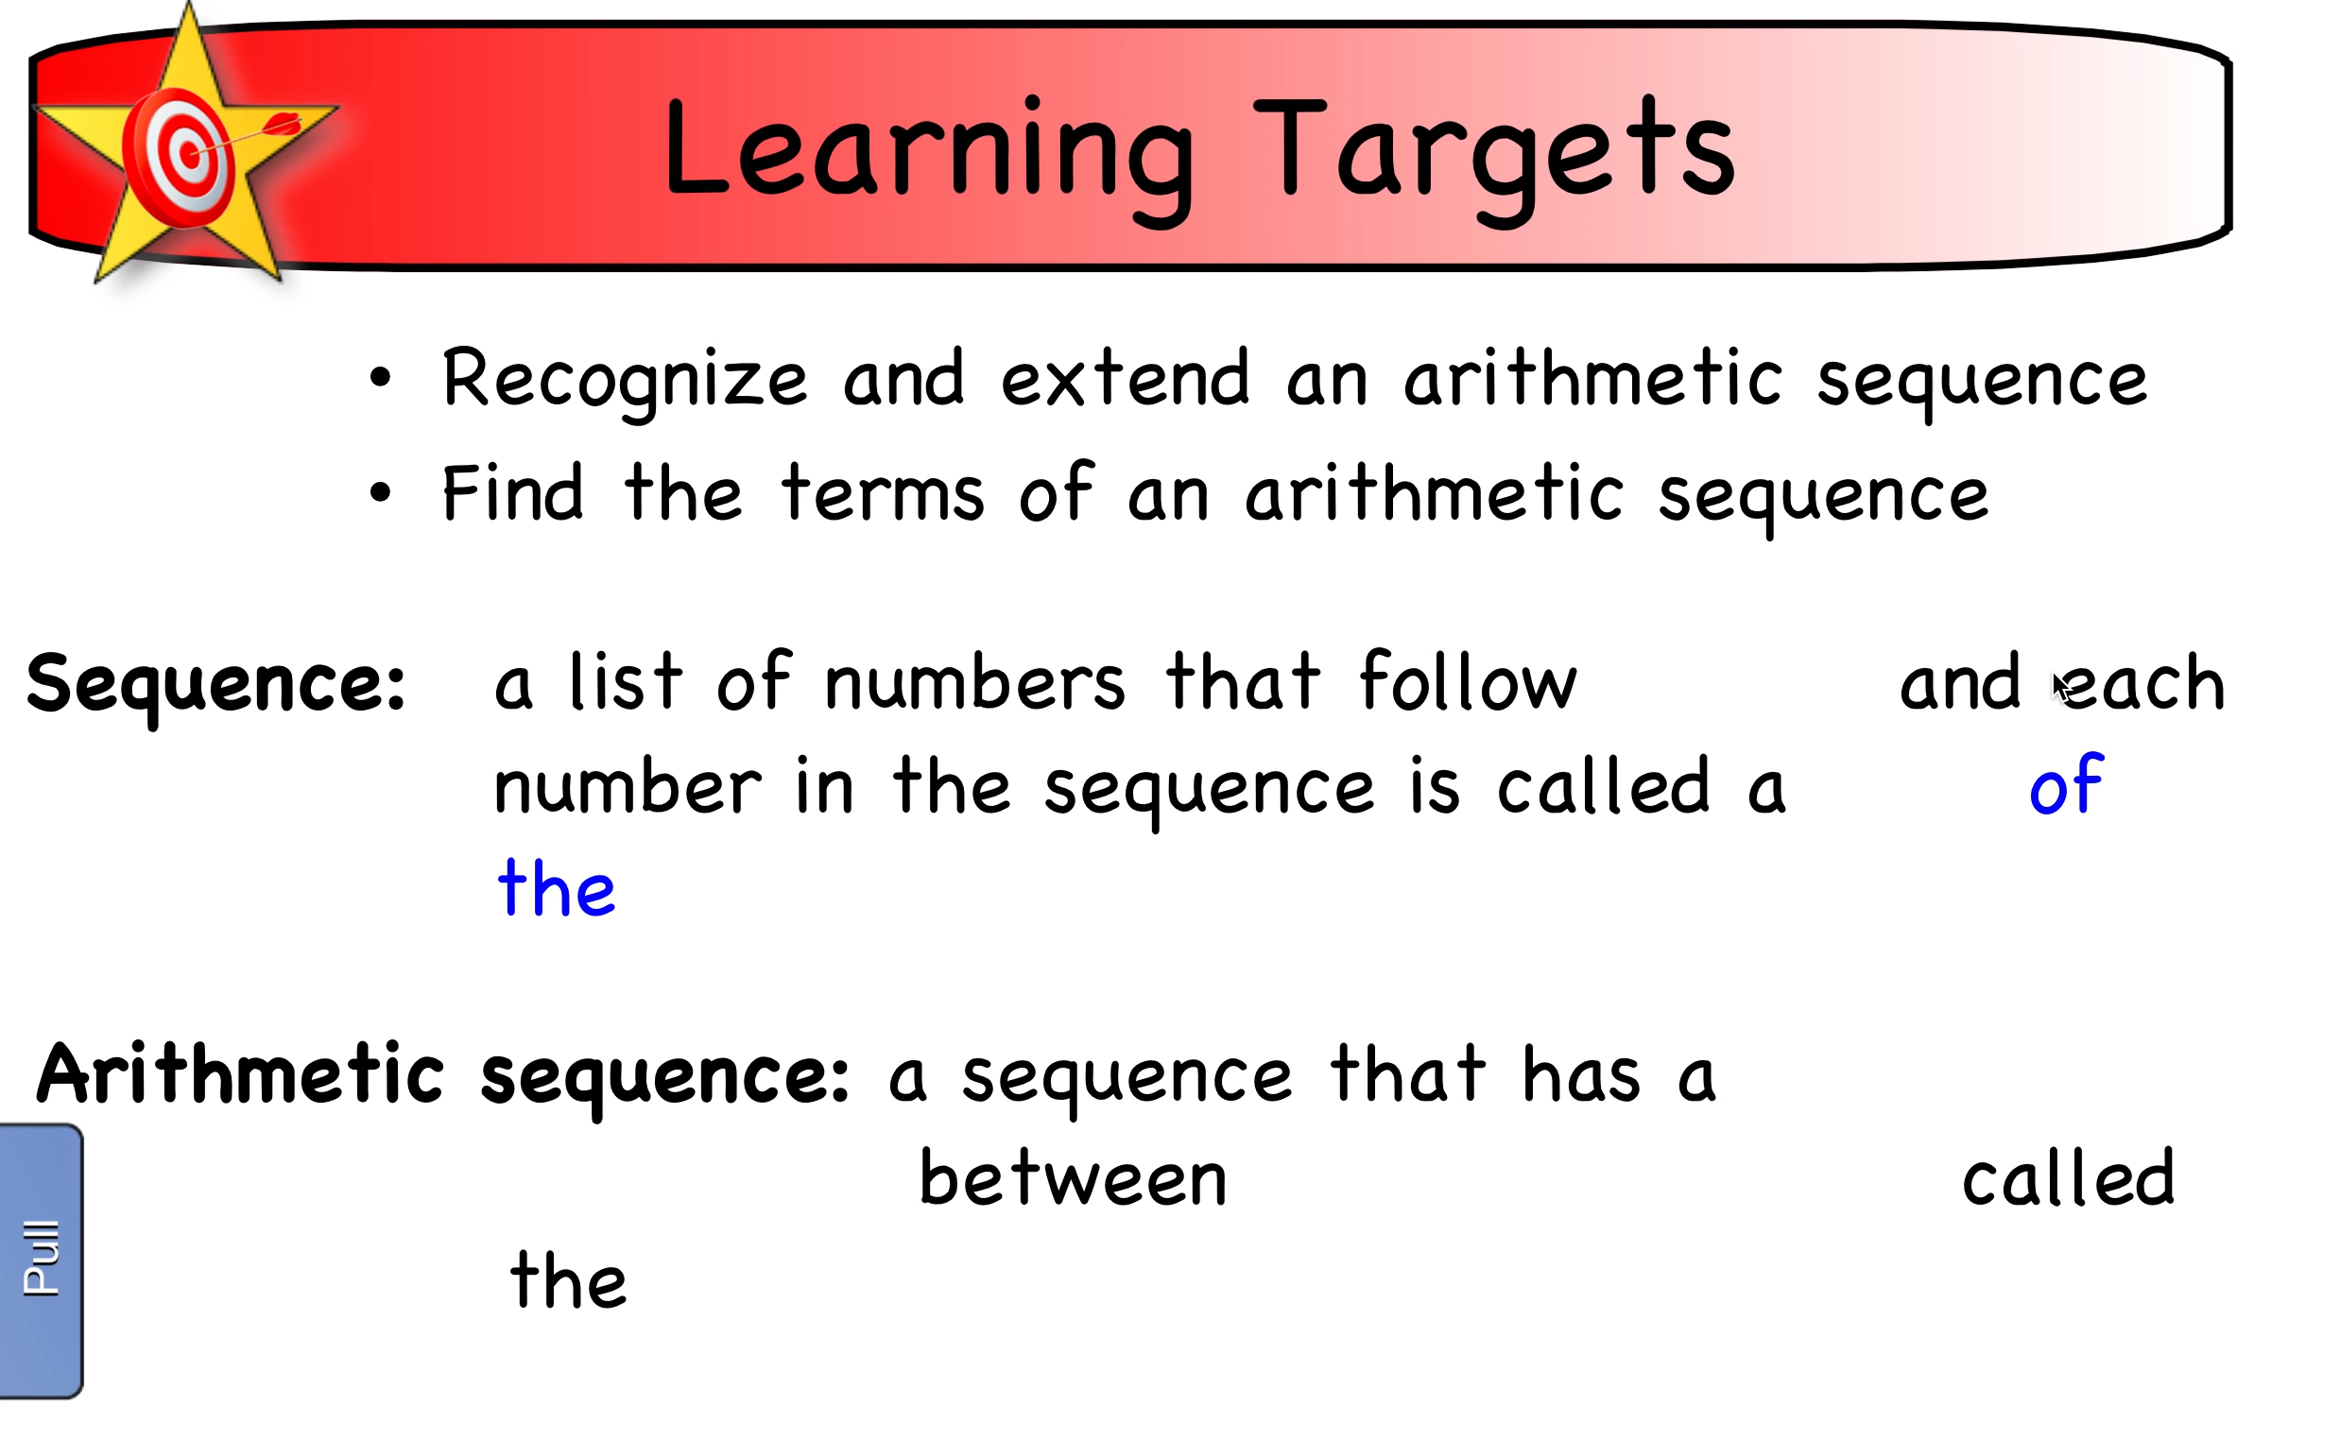 Learning Targets
• Recognize and extend an arithmetic sequence
• Find the terms of an arithmetic sequence
Sequence: a list of numbers that follow and each
number in the sequence is called a of
the
Arithmetic sequence: a sequence that has a
between called
the
Pull